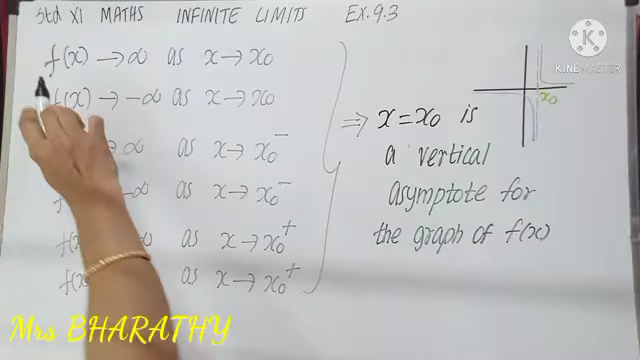 Std XI MATHS INFINITE LIMITS Ex.9.3
f(x) → ∞ as x → x₀
f(x) → -∞ as x → x₀
→ ∞ as x → x₀⁻
-∞ as x → x₀⁻
f(x ∞ as x → x₀⁺
f(x ∞ as x → x₀⁺
⇒ x = x₀ is
a vertical
asymptote for
the graph of f(x)
x₀
KINEMASTER
Mrs BHARATHY